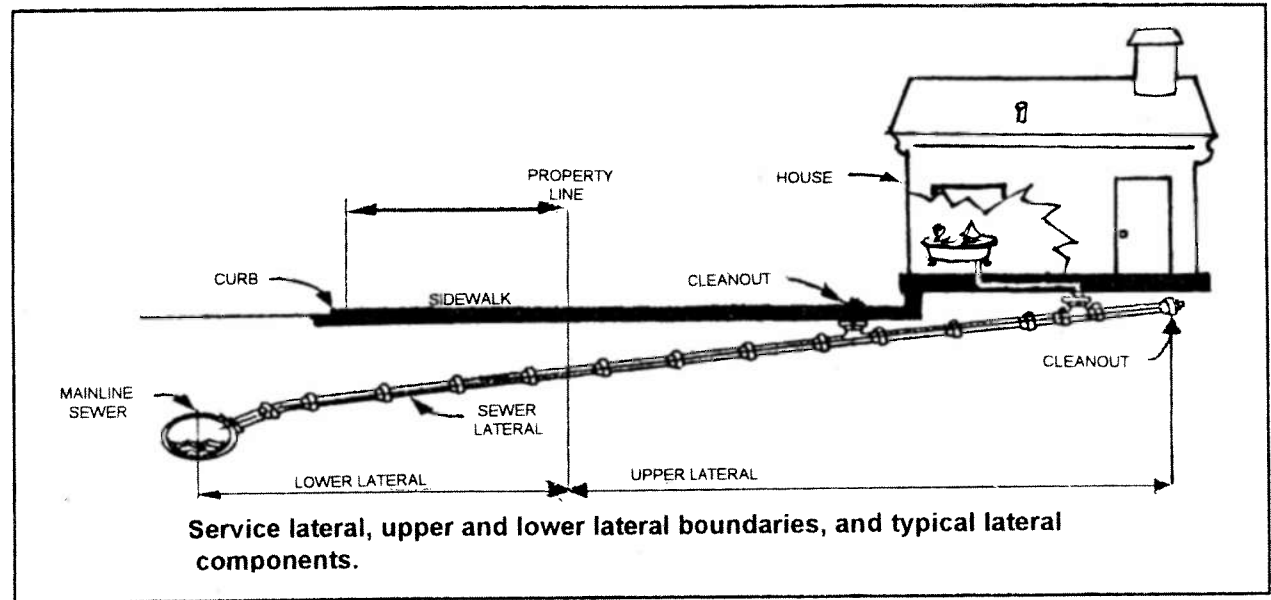 PROPERTY
LINE
HOUSE
CURB
SIDEWALK
CLEANOUT
CLEANOUT
MAINLINE
SEWER
SEWER
LATERAL
LOWER LATERAL
UPPER LATERAL
Service lateral, upper and lower lateral boundaries, and typical lateral
components.